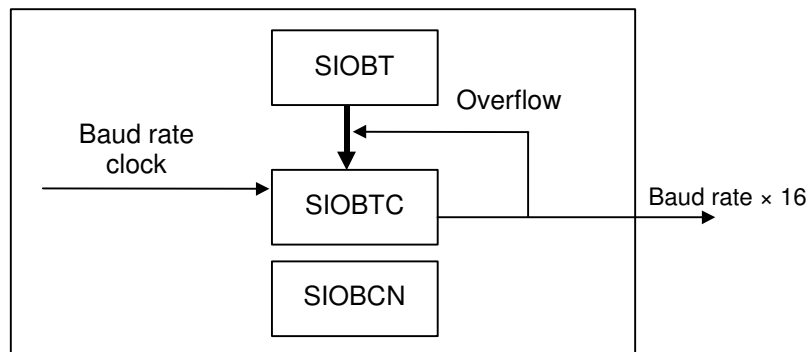 SIOBT
Overflow
Baud rate
clock
SIOBTC
Baud rate × 16
SIOBCN